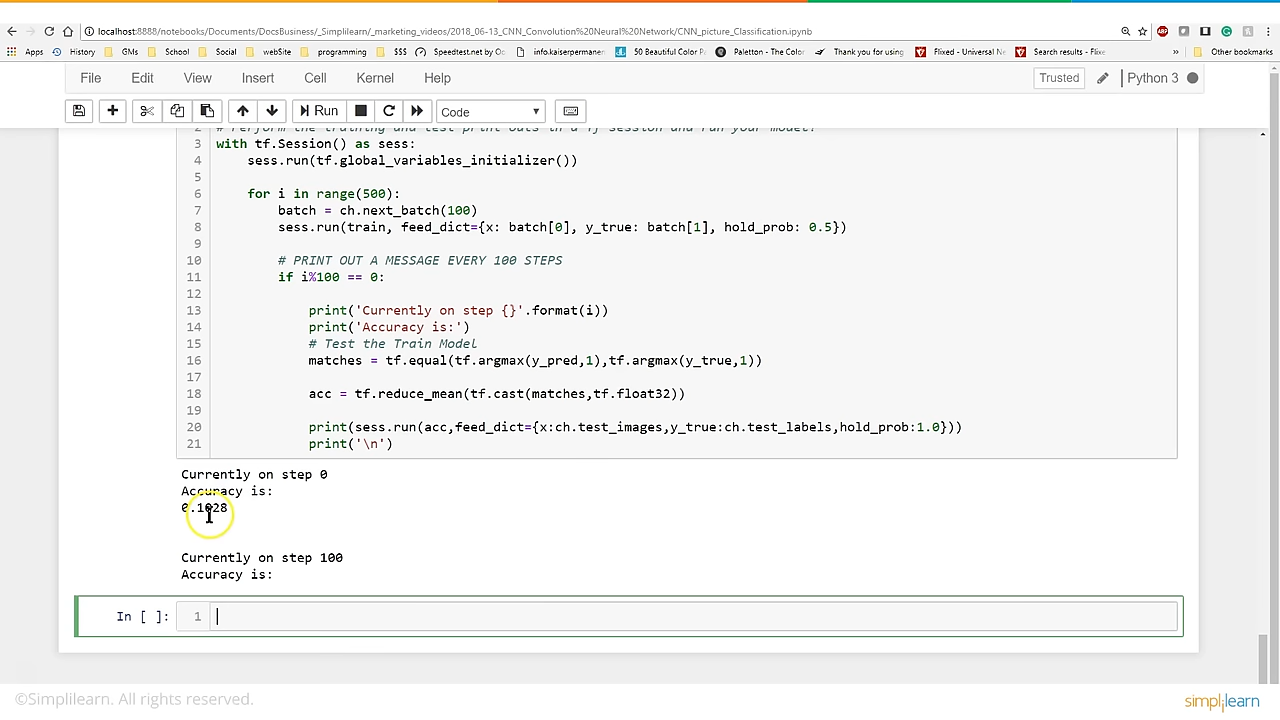 localhost:8888/notebooks/Documents/DocsBusiness/_Simplilearn/_marketing_videos/2018_06-13_CNN_Convolution%20Neural%20Network/CNN_picture_Classification.ipynb
Apps History GMs School Social webSite programming $$$ Speedtest.net by Oo info.kaiserpermanen 50 Beautiful Color Pa Paletton - The Color Thank you for using Flixed - Universal Ne Search results - Flixe » Other bookmarks
File Edit View Insert Cell Kernel Help Trusted Python 3
Run Code
3 with tf.Session() as sess:
4 sess.run(tf.global_variables_initializer())
5
6 for i in range(500):
7 batch = ch.next_batch(100)
8 sess.run(train, feed_dict={x: batch[0], y_true: batch[1], hold_prob: 0.5})
9
10 # PRINT OUT A MESSAGE EVERY 100 STEPS
11 if i%100 == 0:
12
13 print('Currently on step {}'.format(i))
14 print('Accuracy is:')
15 # Test the Train Model
16 matches = tf.equal(tf.argmax(y_pred,1),tf.argmax(y_true,1))
17
18 acc = tf.reduce_mean(tf.cast(matches,tf.float32))
19
20 print(sess.run(acc,feed_dict={x:ch.test_images,y_true:ch.test_labels,hold_prob:1.0}))
21 print('\n')
Currently on step 0
Accuracy is:
0.1028
Currently on step 100
Accuracy is:
In [ ]: 1
©Simplilearn. All rights reserved.
simplilearn